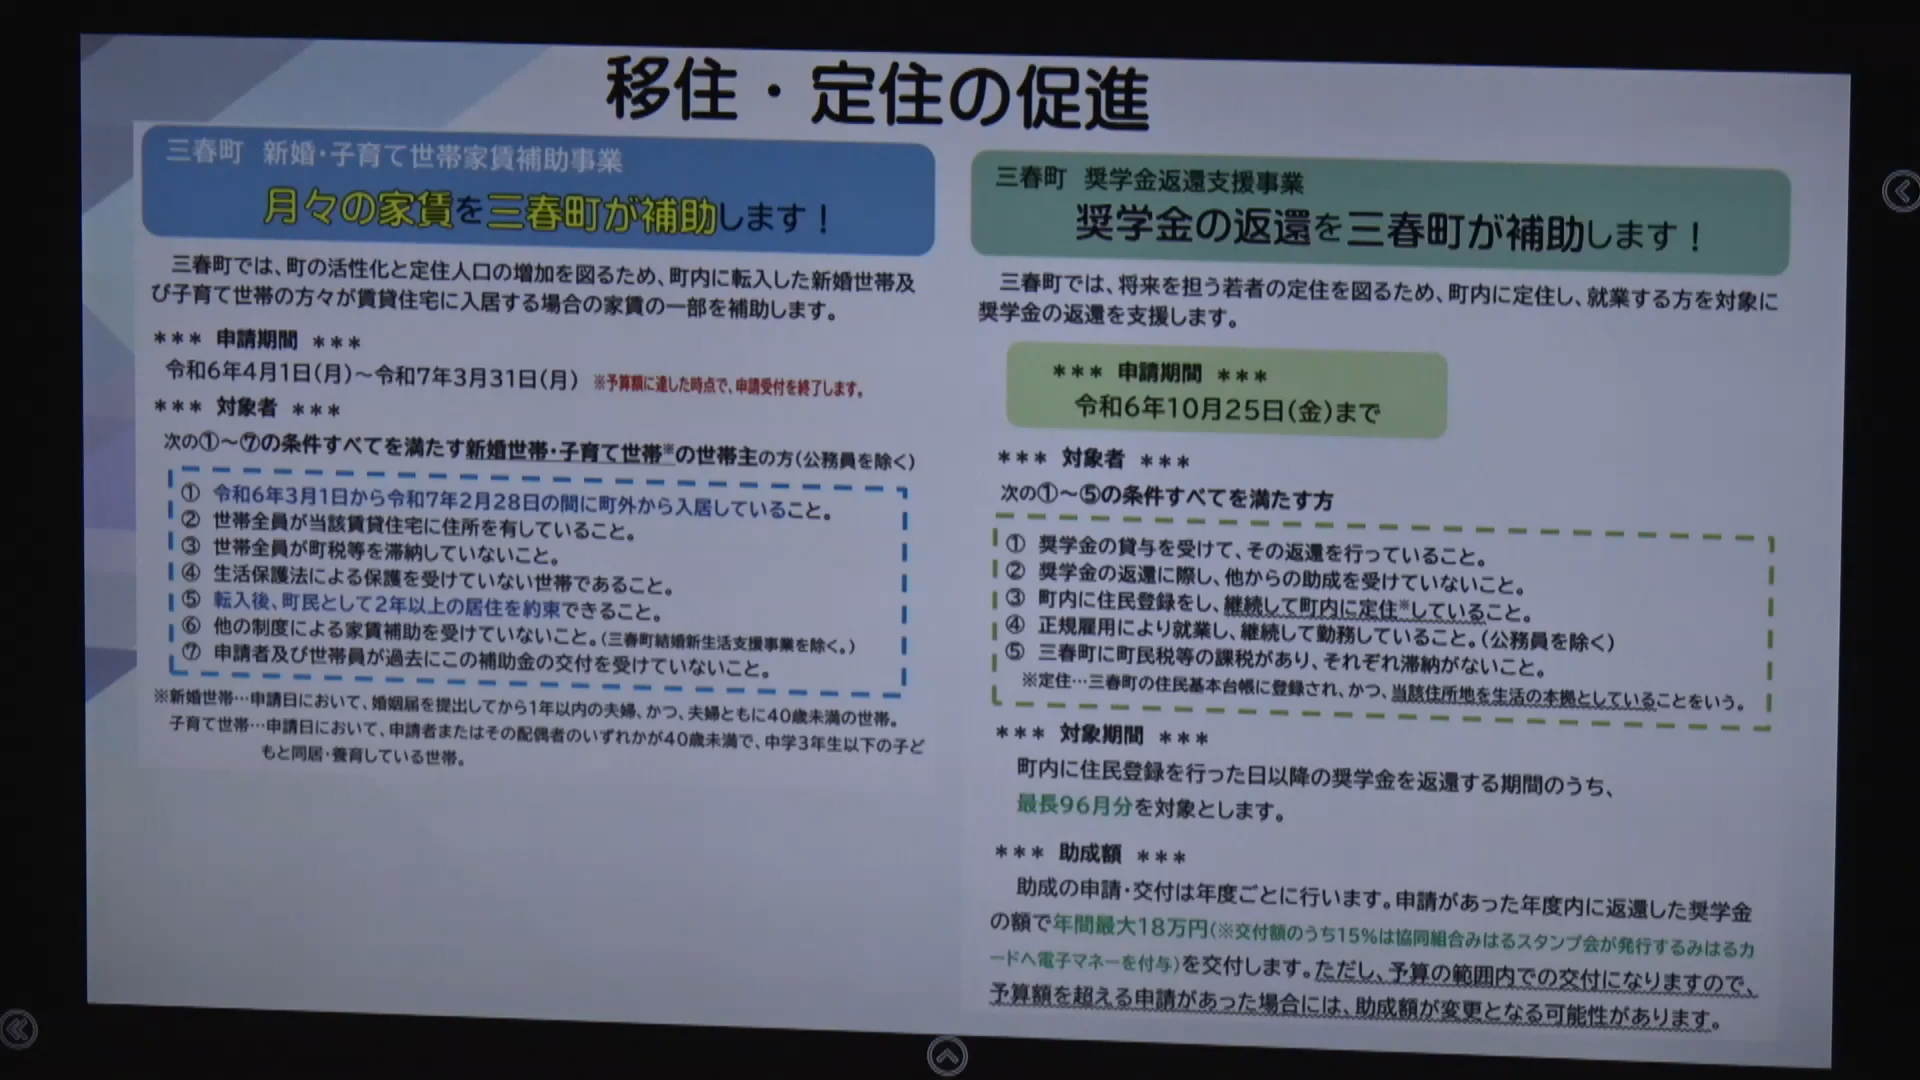 移住・定住の促進
三春町 新婚・子育て世帯家賃補助事業
月々の家賃を三春町が補助します！
三春町では、町の活性化と定住人口の増加を図るため、町内に転入した新婚世帯及
び子育て世帯の方々が賃貸住宅に入居する場合の家賃の一部を補助します。
＊＊＊ 申請期間 ＊＊＊
令和6年4月1日(月)～令和7年3月31日(月) ※予算額に達した時点で、申請受付を終了します。
＊＊＊ 対象者 ＊＊＊
次の①～⑦の条件すべてを満たす新婚世帯・子育て世帯※の世帯主の方(公務員を除く)
① 令和6年3月1日から令和7年2月28日の間に町外から入居していること。
② 世帯全員が当該賃貸住宅に住所を有していること。
③ 世帯全員が町税等を滞納していないこと。
④ 生活保護法による保護を受けていない世帯であること。
⑤ 転入後、町民として2年以上の居住を約束できること。
⑥ 他の制度による家賃補助を受けていないこと。(三春町結婚新生活支援事業を除く。)
⑦ 申請者及び世帯員が過去にこの補助金の交付を受けていないこと。
※新婚世帯…申請日において、婚姻届を提出してから1年以内の夫婦、かつ、夫婦ともに40歳未満の世帯。
子育て世帯…申請日において、申請者またはその配偶者のいずれかが40歳未満で、中学3年生以下の子ど
もと同居・養育している世帯。
三春町 奨学金返還支援事業
奨学金の返還を三春町が補助します！
三春町では、将来を担う若者の定住を図るため、町内に定住し、就業する方を対象に
奨学金の返還を支援します。
＊＊＊ 申請期間 ＊＊＊
令和6年10月25日(金)まで
＊＊＊ 対象者 ＊＊＊
次の①～⑤の条件すべてを満たす方
① 奨学金の貸与を受けて、その返還を行っていること。
② 奨学金の返還に際し、他からの助成を受けていないこと。
③ 町内に住民登録をし、継続して町内に定住※していること。
④ 正規雇用により就業し、継続して勤務していること。(公務員を除く)
⑤ 三春町に町民税等の課税があり、それぞれ滞納がないこと。
※定住…三春町の住民基本台帳に登録され、かつ、当該住所地を生活の本拠としていることをいう。
＊＊＊ 対象期間 ＊＊＊
町内に住民登録を行った日以降の奨学金を返還する期間のうち、
最長96月分を対象とします。
＊＊＊ 助成額 ＊＊＊
助成の申請・交付は年度ごとに行います。申請があった年度内に返還した奨学金
の額で年間最大18万円(※交付額のうち15%は協同組合みはるスタンプ会が発行するみはるカ
ードへ電子マネーを付与)を交付します。ただし、予算の範囲内での交付になりますので、
予算額を超える申請があった場合には、助成額が変更となる可能性があります。